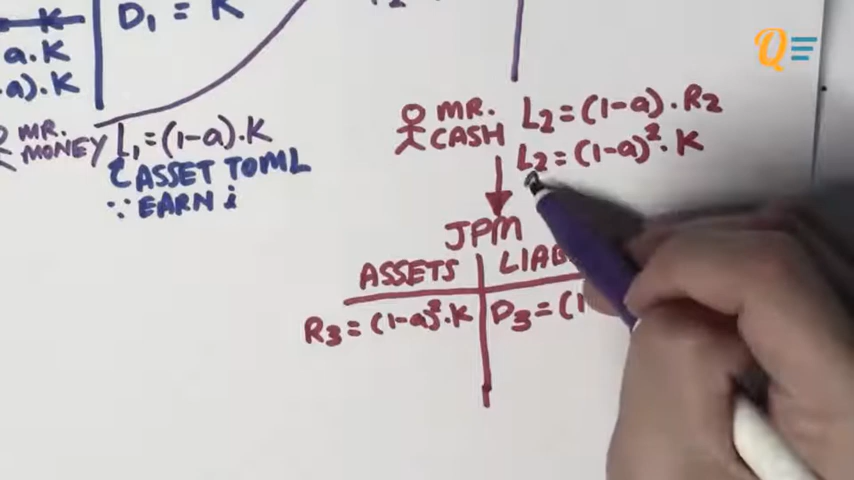 D₁ = K
a.K
).K
MR.
MONEY
L₁ = (1-a).K
ASSET TO ML
∵ EARN i
MR.
CASH
L₂ = (1-a).R₂
L₂ = (1-a)².K
JPM
ASSETS
R₃ = (1-a)².K
D₃ = (1